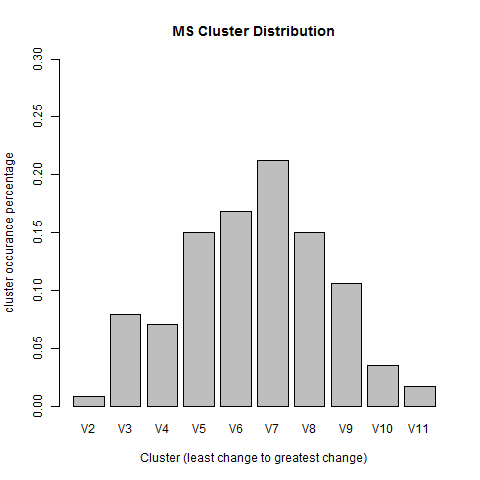 MS Cluster Distribution
cluster occurance percentage
0.30
0.25
0.20
0.15
0.10
0.05
0.00
V2 V3 V4 V5 V6 V7 V8 V9 V10 V11
Cluster (least change to greatest change)